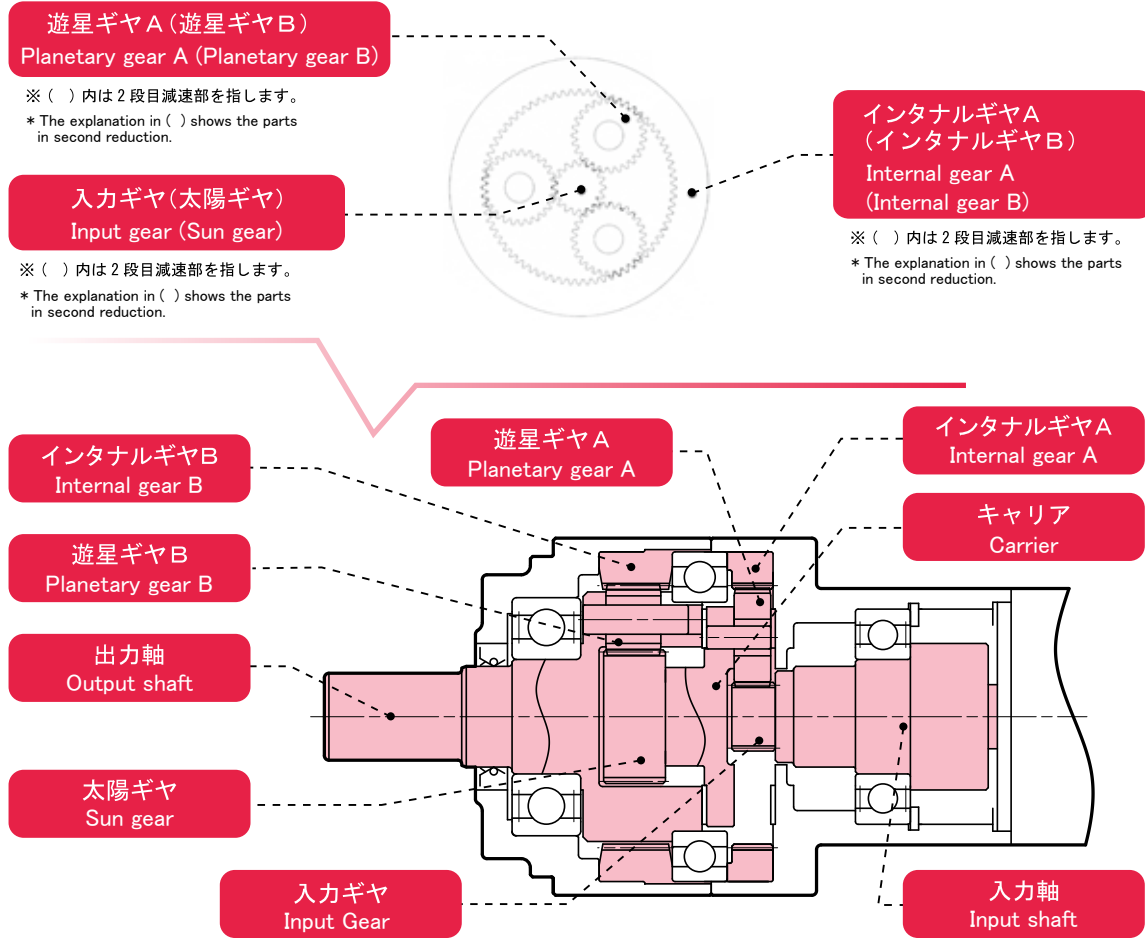 遊星ギヤA(遊星ギヤB)
Planetary gear A (Planetary gear B)
※( )内は2段目減速部を指します。
* The explanation in ( ) shows the parts
in second reduction.
入力ギヤ(太陽ギヤ)
Input gear (Sun gear)
※( )内は2段目減速部を指します。
* The explanation in ( ) shows the parts
in second reduction.
インタナルギヤA
(インタナルギヤB)
Internal gear A
(Internal gear B)
※( )内は2段目減速部を指します。
* The explanation in ( ) shows the parts
in second reduction.
インタナルギヤB
Internal gear B
遊星ギヤA
Planetary gear A
インタナルギヤA
Internal gear A
遊星ギヤB
Planetary gear B
キャリア
Carrier
出力軸
Output shaft
太陽ギヤ
Sun gear
入力ギヤ
Input Gear
入力軸
Input shaft